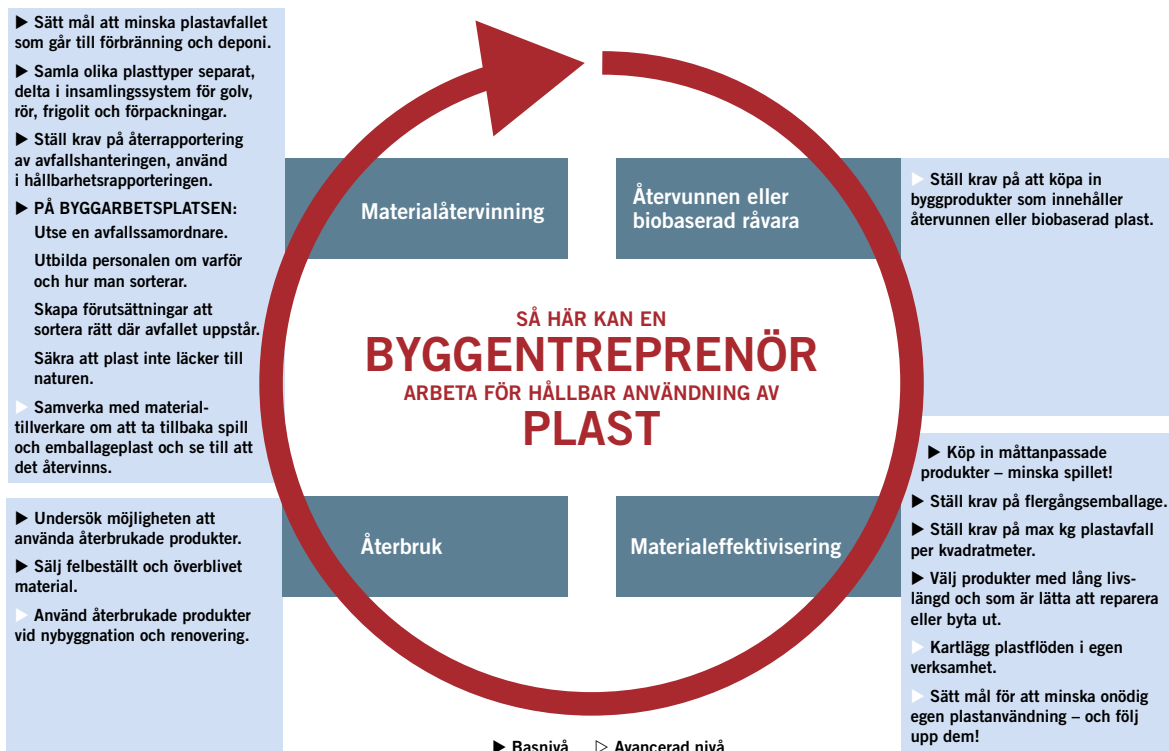 ▶ Sätt mål att minska plastavfallet
som går till förbränning och deponi.
▶ Samla olika plasttyper separat,
delta i insamlingssystem för golv,
rör, frigolit och förpackningar.
▶ Ställ krav på återrapportering
av avfallshanteringen, använd
i hållbarhetsrapporteringen.
▶ PÅ BYGGARBETSPLATSEN:
Utse en avfallssamordnare.
Utbilda personalen om varför
och hur man sorterar.
Skapa förutsättningar att
sortera rätt där avfallet uppstår.
Säkra att plast inte läcker till
naturen.
▷ Samverka med material-
tillverkare om att ta tillbaka spill
och emballageplast och se till att
det återvinns.
Materialåtervinning
Återvunnen eller
biobaserad råvara
▷ Ställ krav på att köpa in
byggprodukter som innehåller
återvunnen eller biobaserad plast.
SÅ HÄR KAN EN
BYGGENTREPRENÖR
ARBETA FÖR HÅLLBAR ANVÄNDNING AV
PLAST
▶ Undersök möjligheten att
använda återbrukade produkter.
▶ Sälj felbeställt och överblivet
material.
▷ Använd återbrukade produkter
vid nybyggnation och renovering.
Återbruk
Materialeffektivisering
▶ Köp in måttanpassade
produkter – minska spillet!
▶ Ställ krav på flergångsemballage.
▶ Ställ krav på max kg plastavfall
per kvadratmeter.
▶ Välj produkter med lång livs-
längd och som är lätta att reparera
eller byta ut.
▷ Kartlägg plastflöden i egen
verksamhet.
▷ Sätt mål för att minska onödig
egen plastanvändning – och följ
upp dem!
▶ Basnivå ▷ Avancerad nivå